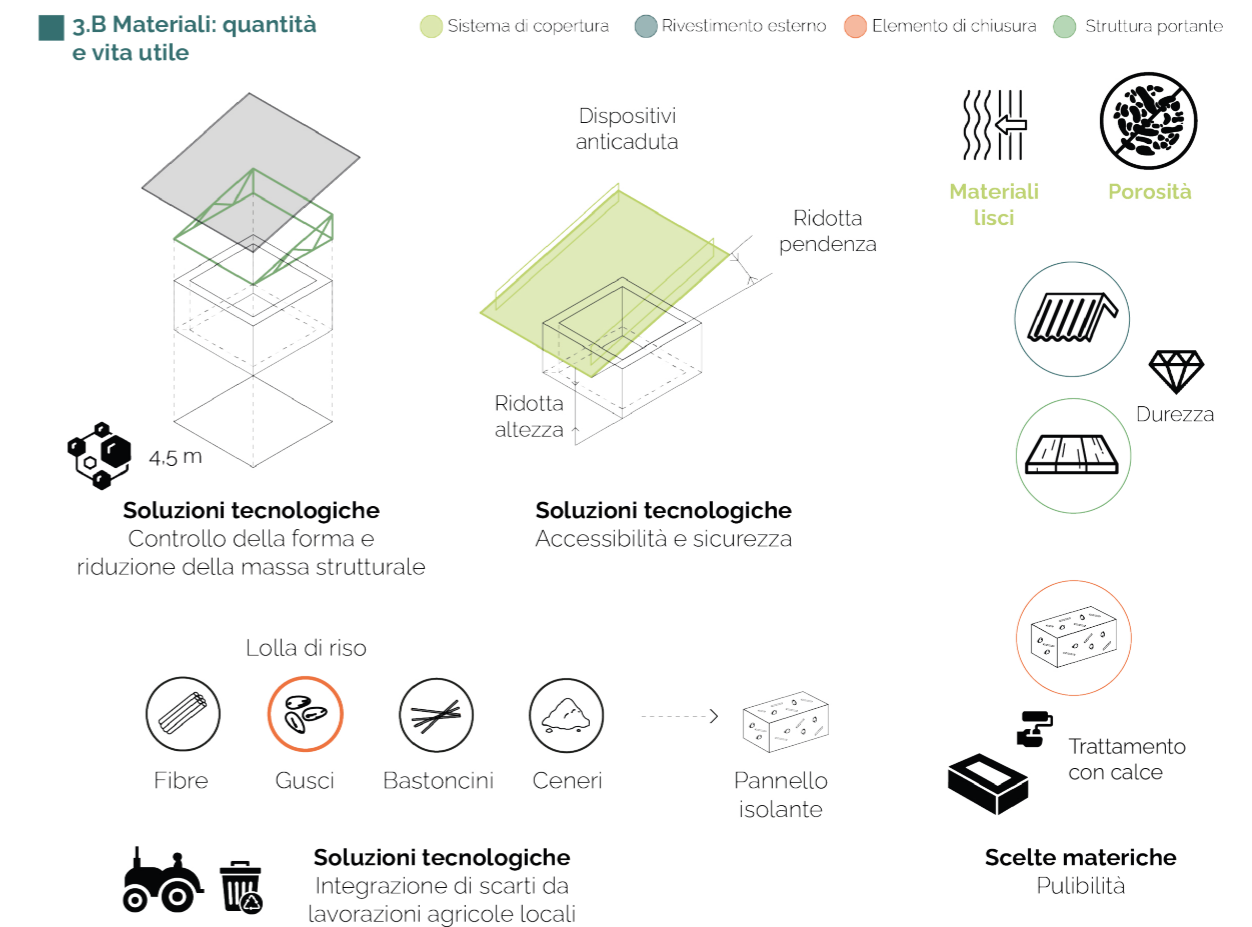 3.B Materiali: quantità
e vita utile
Sistema di copertura
Rivestimento esterno
Elemento di chiusura
Struttura portante
Dispositivi
anticaduta
Ridotta
pendenza
Ridotta
altezza
4,5 m
Soluzioni tecnologiche
Controllo della forma e
riduzione della massa strutturale
Soluzioni tecnologiche
Accessibilità e sicurezza
Materiali
lisci
Porosità
Durezza
Lolla di riso
Fibre
Gusci
Bastoncini
Ceneri
Pannello
isolante
Soluzioni tecnologiche
Integrazione di scarti da
lavorazioni agricole locali
Trattamento
con calce
Scelte materiche
Pulibilità